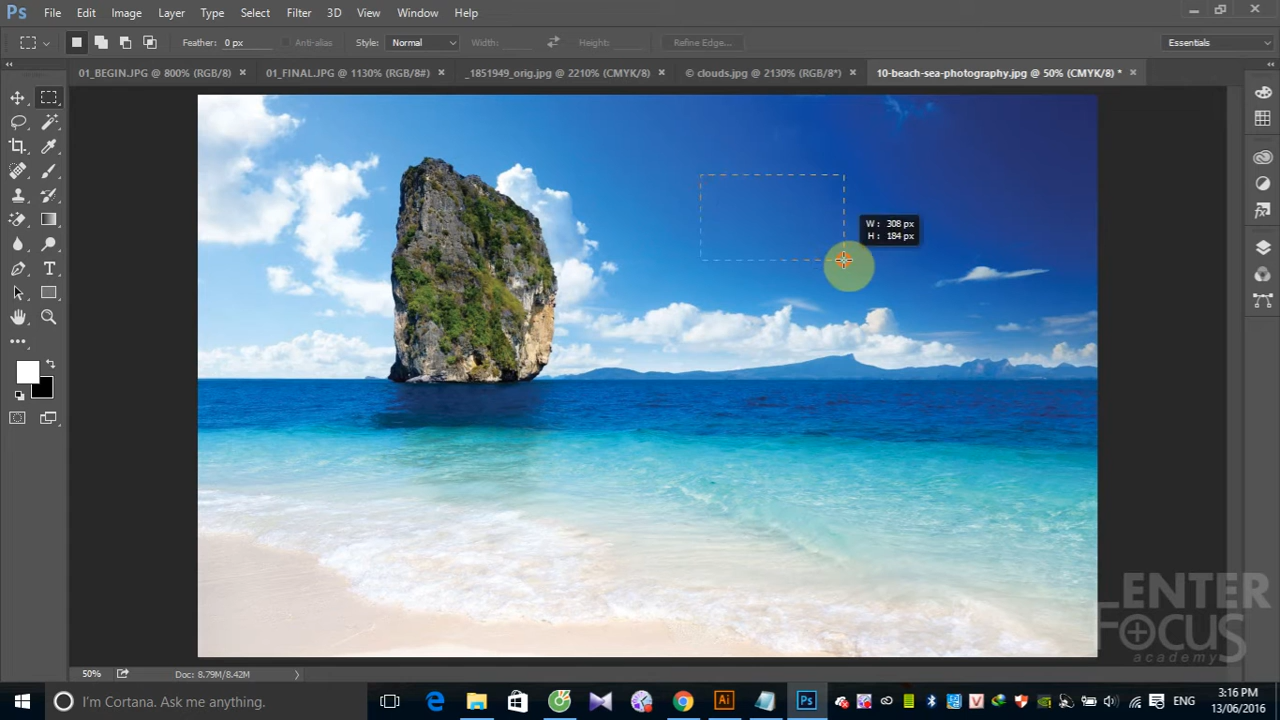 Ps File Edit Image Layer Type Select Filter 3D View Window Help
Feather: 0 px Anti-alias Style: Normal Width: Height: Refine Edge... Essentials
01_BEGIN.JPG @ 800% (RGB/8) × 01_FINAL.JPG @ 1130% (RGB/8#) × _1851949_orig.jpg @ 2210% (CMYK/8) × © clouds.jpg @ 2130% (RGB/8*) × 10-beach-sea-photography.jpg @ 50% (CMYK/8) * ×
W: 308 px
H: 184 px
ENTER
FOCUS
academy
50% Doc: 8.79M/8.42M
I'm Cortana. Ask me anything. Ai Ps ENG 3:16 PM
13/06/2016